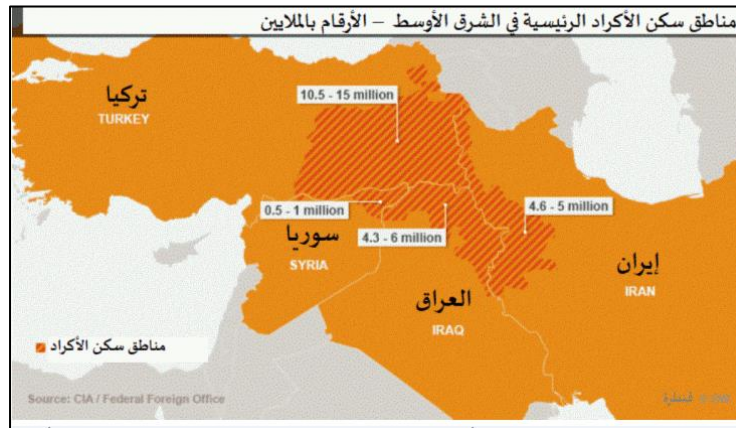 مناطق سكن الأكراد الرئيسية في الشرق الأوسط – الأرقام بالملايين
تركيا
TURKEY
10.5 - 15 million
0.5 - 1 million
4.3 - 6 million
4.6 - 5 million
سوريا
SYRIA
العراق
IRAQ
إيران
IRAN
مناطق سكن الأكراد
Source: CIA / Federal Foreign Office